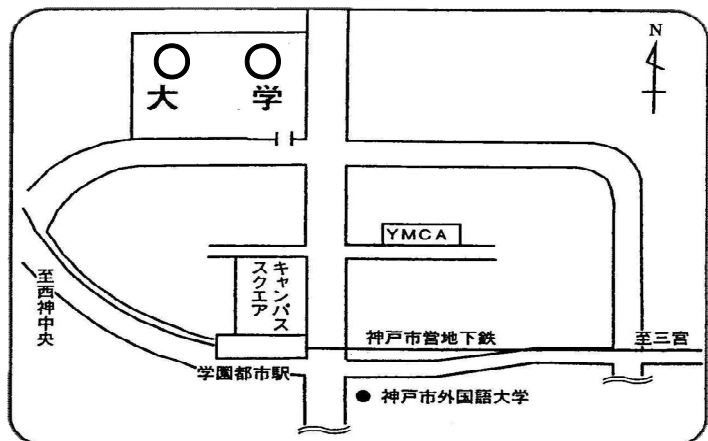 N
○ ○
大 学
YMCA
キャンパス
スクエア
至西神中央
神戸市営地下鉄
至三宮
学園都市駅
● 神戸市外国語大学